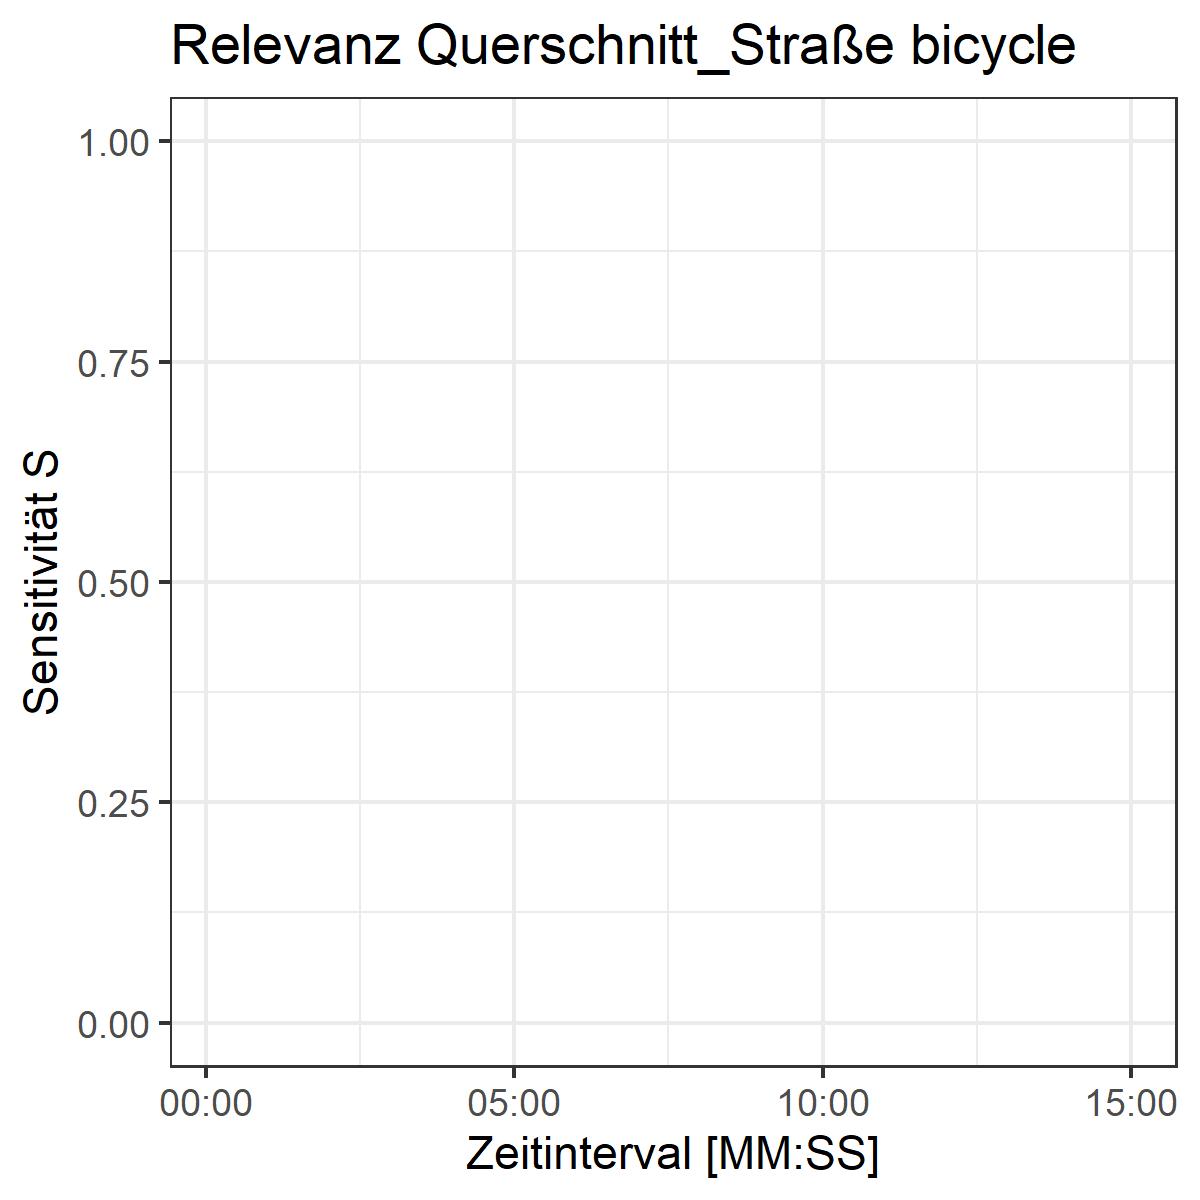 Relevanz Querschnitt_Straße bicycle
Sensitivität S
1.00
0.75
0.50
0.25
0.00
00:00 05:00 10:00 15:00
Zeitinterval [MM:SS]